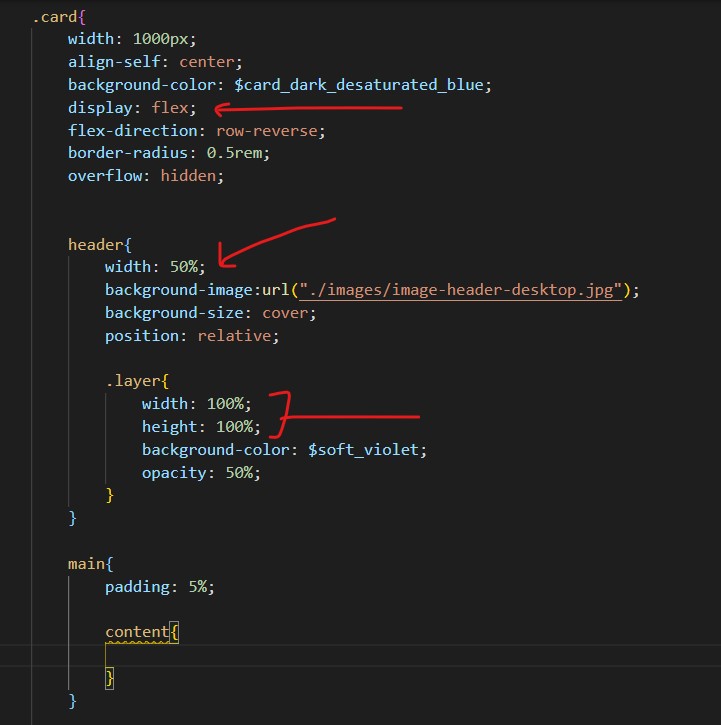 .card{
width: 1000px;
align-self: center;
background-color: $card_dark_desaturated_blue;
display: flex;
flex-direction: row-reverse;
border-radius: 0.5rem;
overflow: hidden;
header{
width: 50%;
background-image:url("./images/image-header-desktop.jpg");
background-size: cover;
position: relative;
.layer{
width: 100%;
height: 100%;
background-color: $soft_violet;
opacity: 50%;
}
}
main{
padding: 5%;
content{
}
}